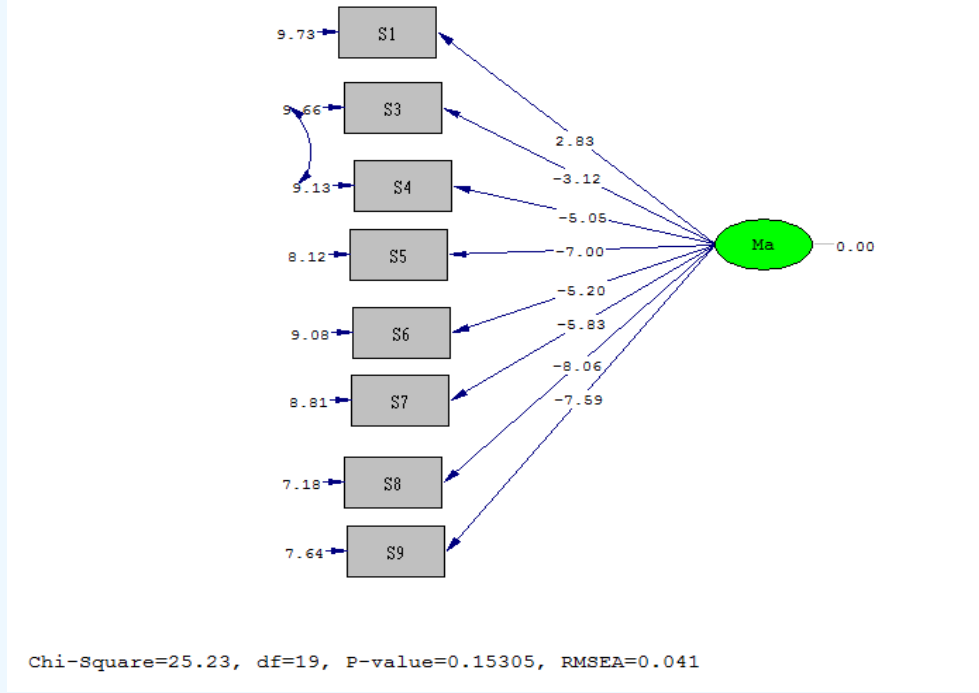 9.73 S1
2.83
9.66 S3
-3.12
9.13 S4
-5.05
Ma 0.00
8.12 S5
-7.00
-5.20
9.08 S6
-5.83
-8.06
8.81 S7
-7.59
7.18 S8
7.64 S9
Chi-Square=25.23, df=19, P-value=0.15305, RMSEA=0.041